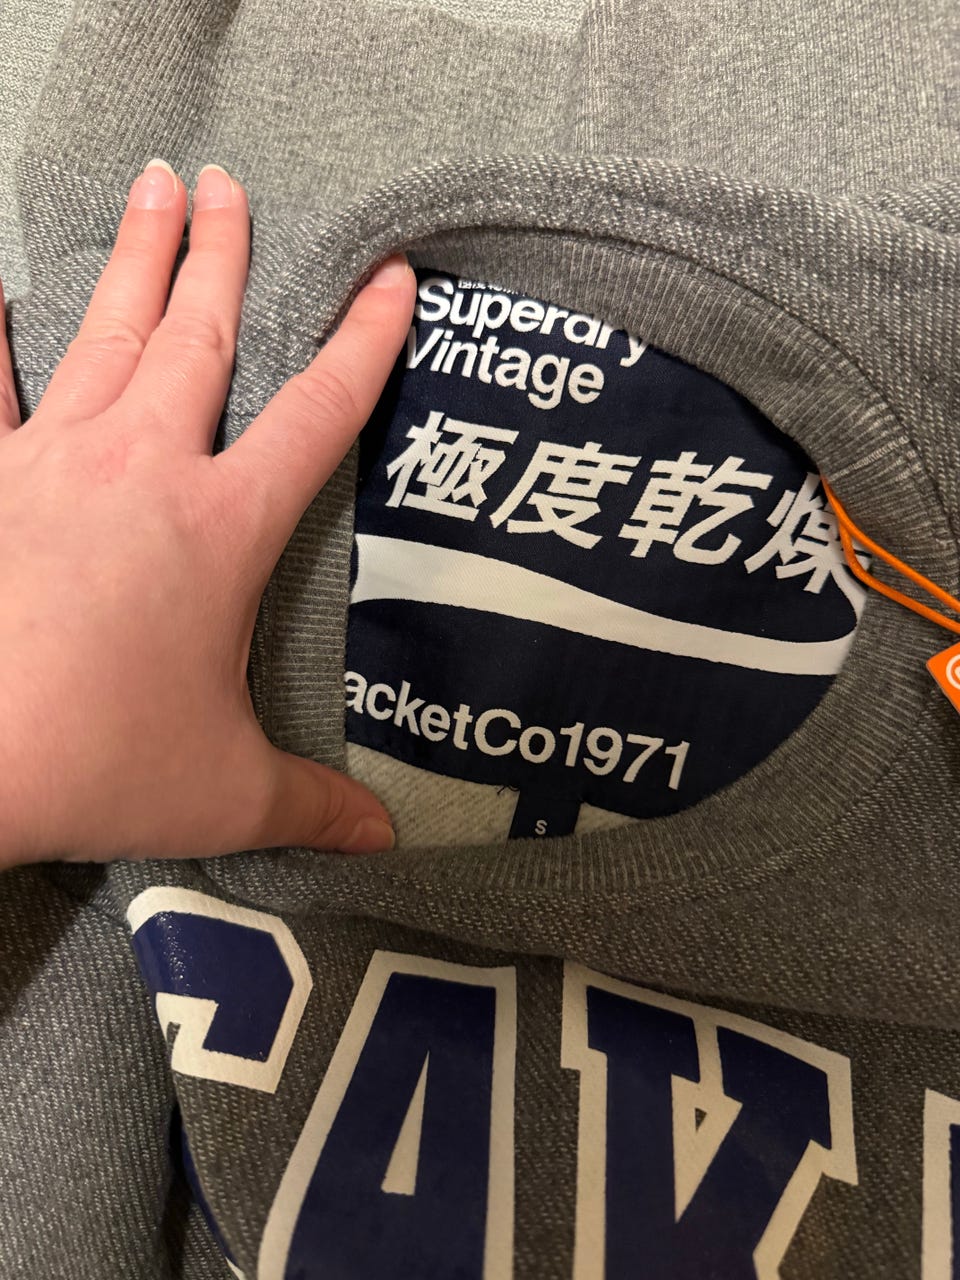 Superdry
Vintage
極度乾燥
acketCo1971
S